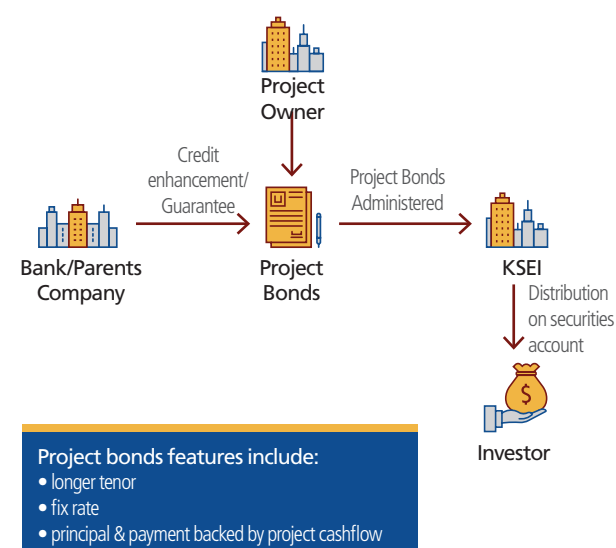 Project
Owner
Credit
enhancement/
Guarantee
Project Bonds
Administered
Bank/Parents
Company
Project
Bonds
KSEI
Distribution
on securities
account
$
Investor
Project bonds features include:
• longer tenor
• fix rate
• principal & payment backed by project cashflow